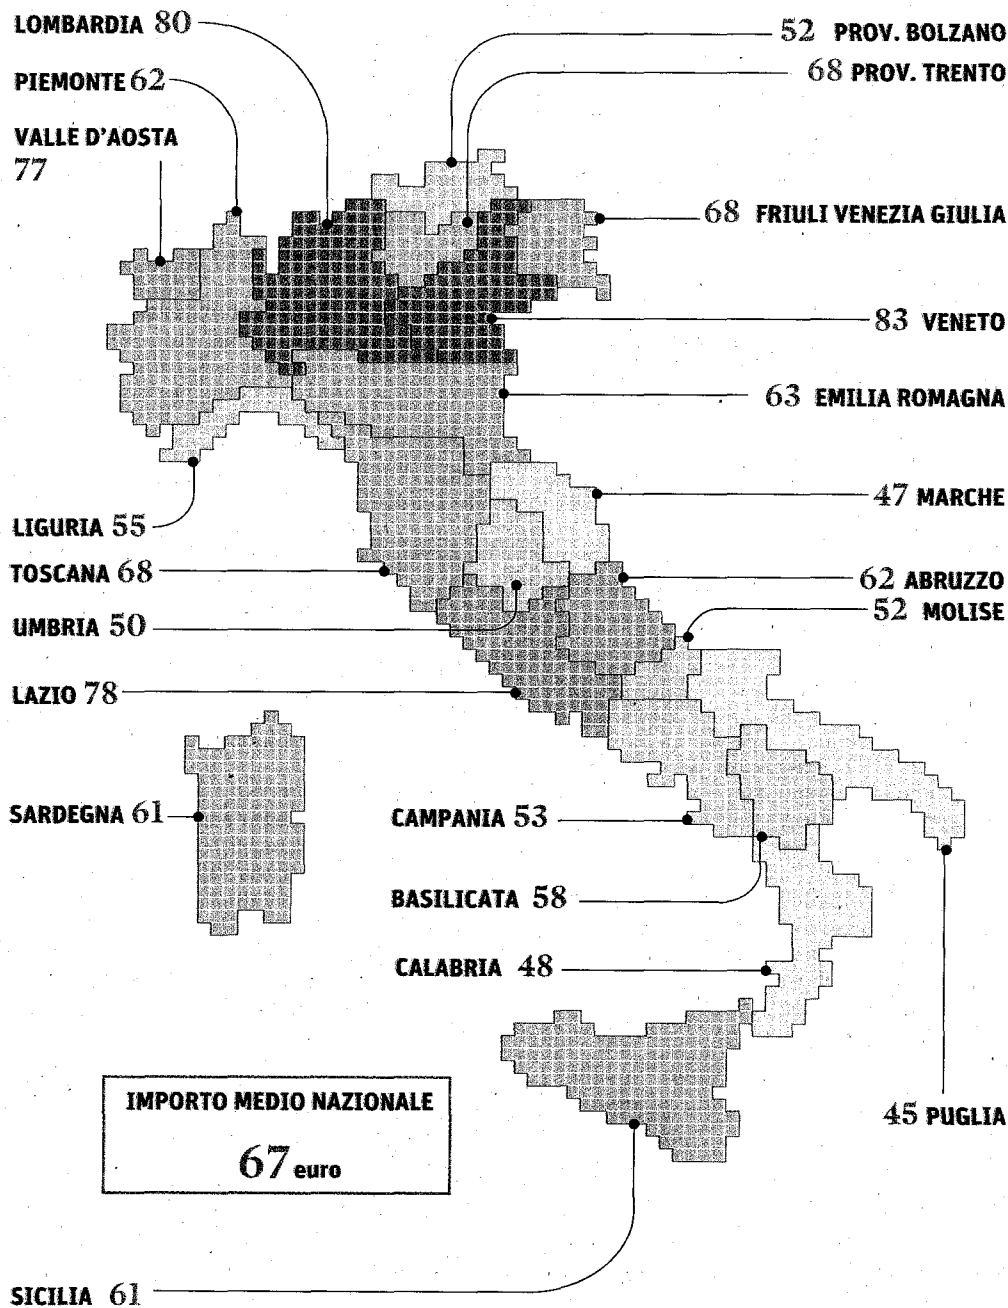 LOMBARDIA 80
52 PROV. BOLZANO
PIEMONTE 62
68 PROV. TRENTO
VALLE D'AOSTA
77
68 FRIULI VENEZIA GIULIA
83 VENETO
63 EMILIA ROMAGNA
47 MARCHE
LIGURIA 55
TOSCANA 68
62 ABRUZZO
52 MOLISE
UMBRIA 50
LAZIO 78
SARDEGNA 61
CAMPANIA 53
BASILICATA 58
CALABRIA 48
IMPORTO MEDIO NAZIONALE
67 euro
45 PUGLIA
SICILIA 61